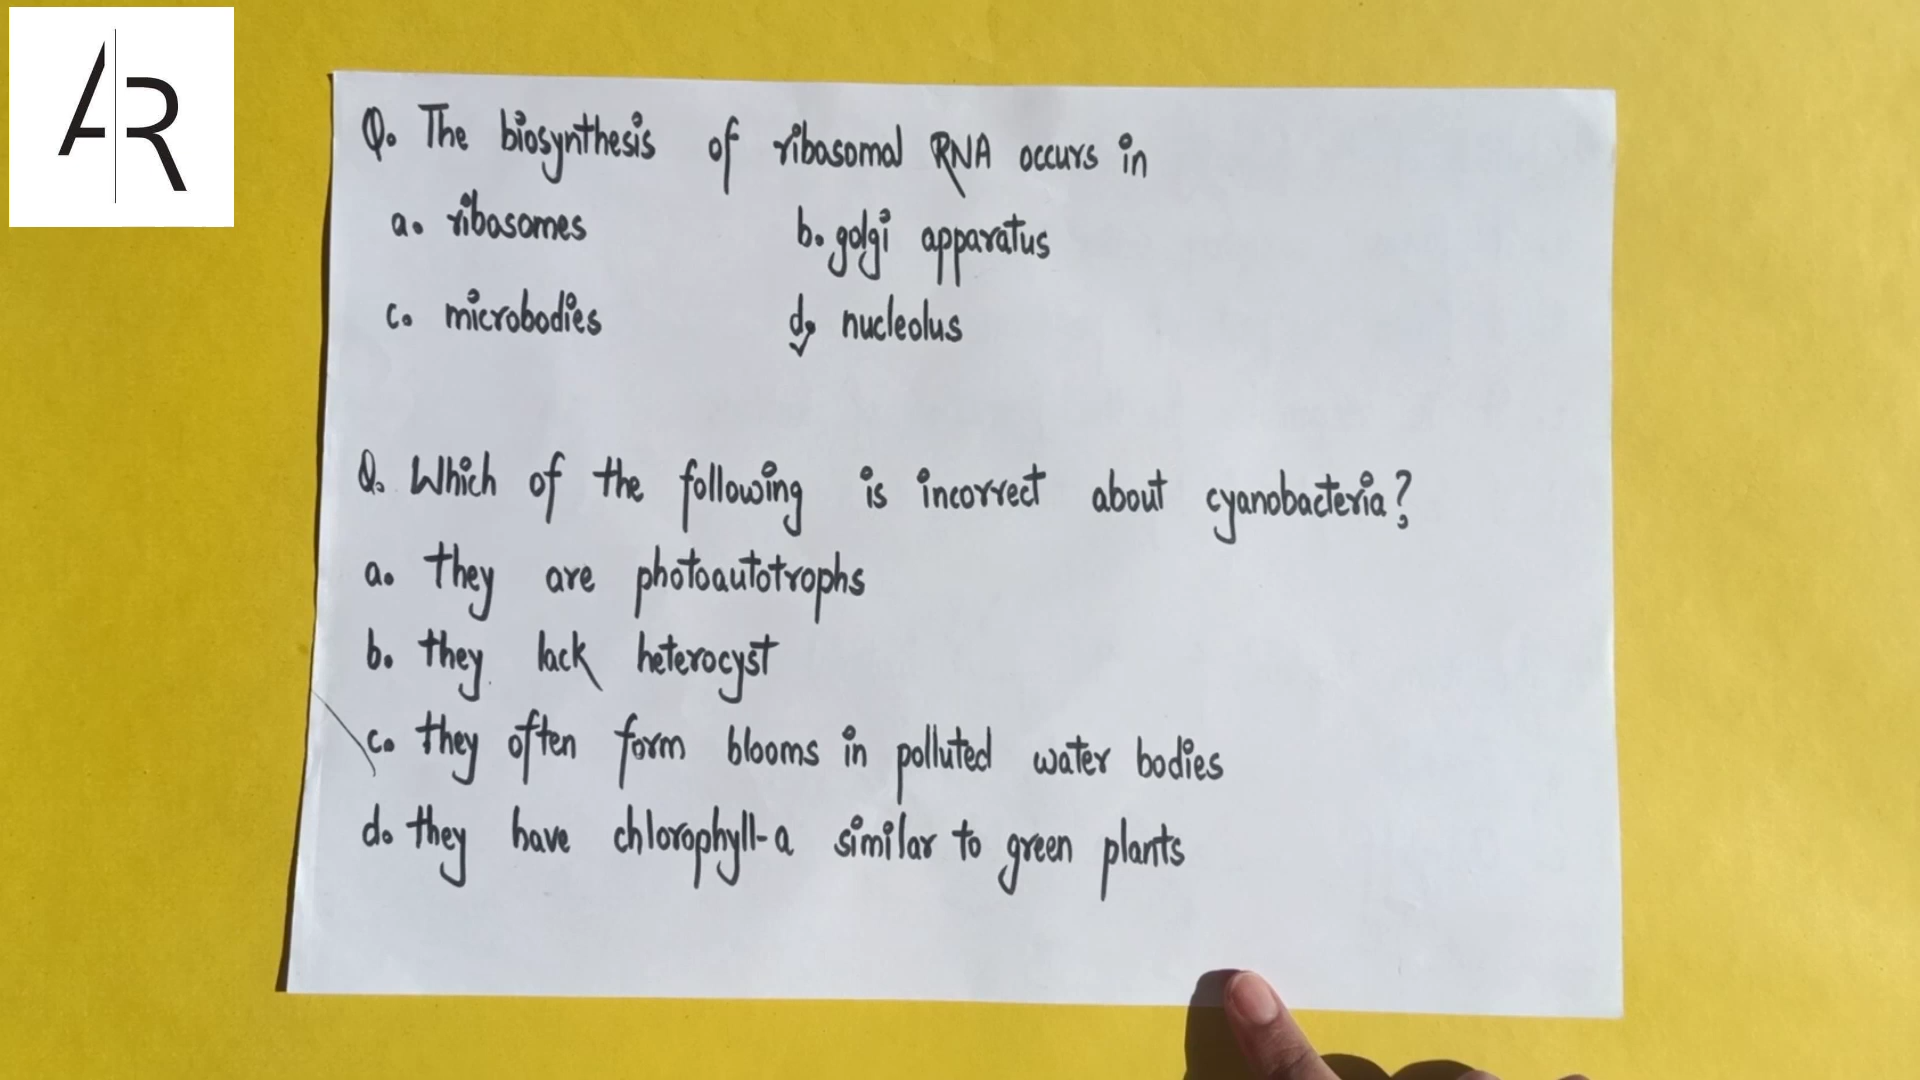 AR
Q. The biosynthesis of ribosomal RNA occurs in
a. ribosomes b. golgi apparatus
c. microbodies d. nucleolus
Q. Which of the following is incorrect about cyanobacteria?
a. they are photoautotrophs
b. they lack heterocyst
c. they often form blooms in polluted water bodies
d. they have chlorophyll-a similar to green plants